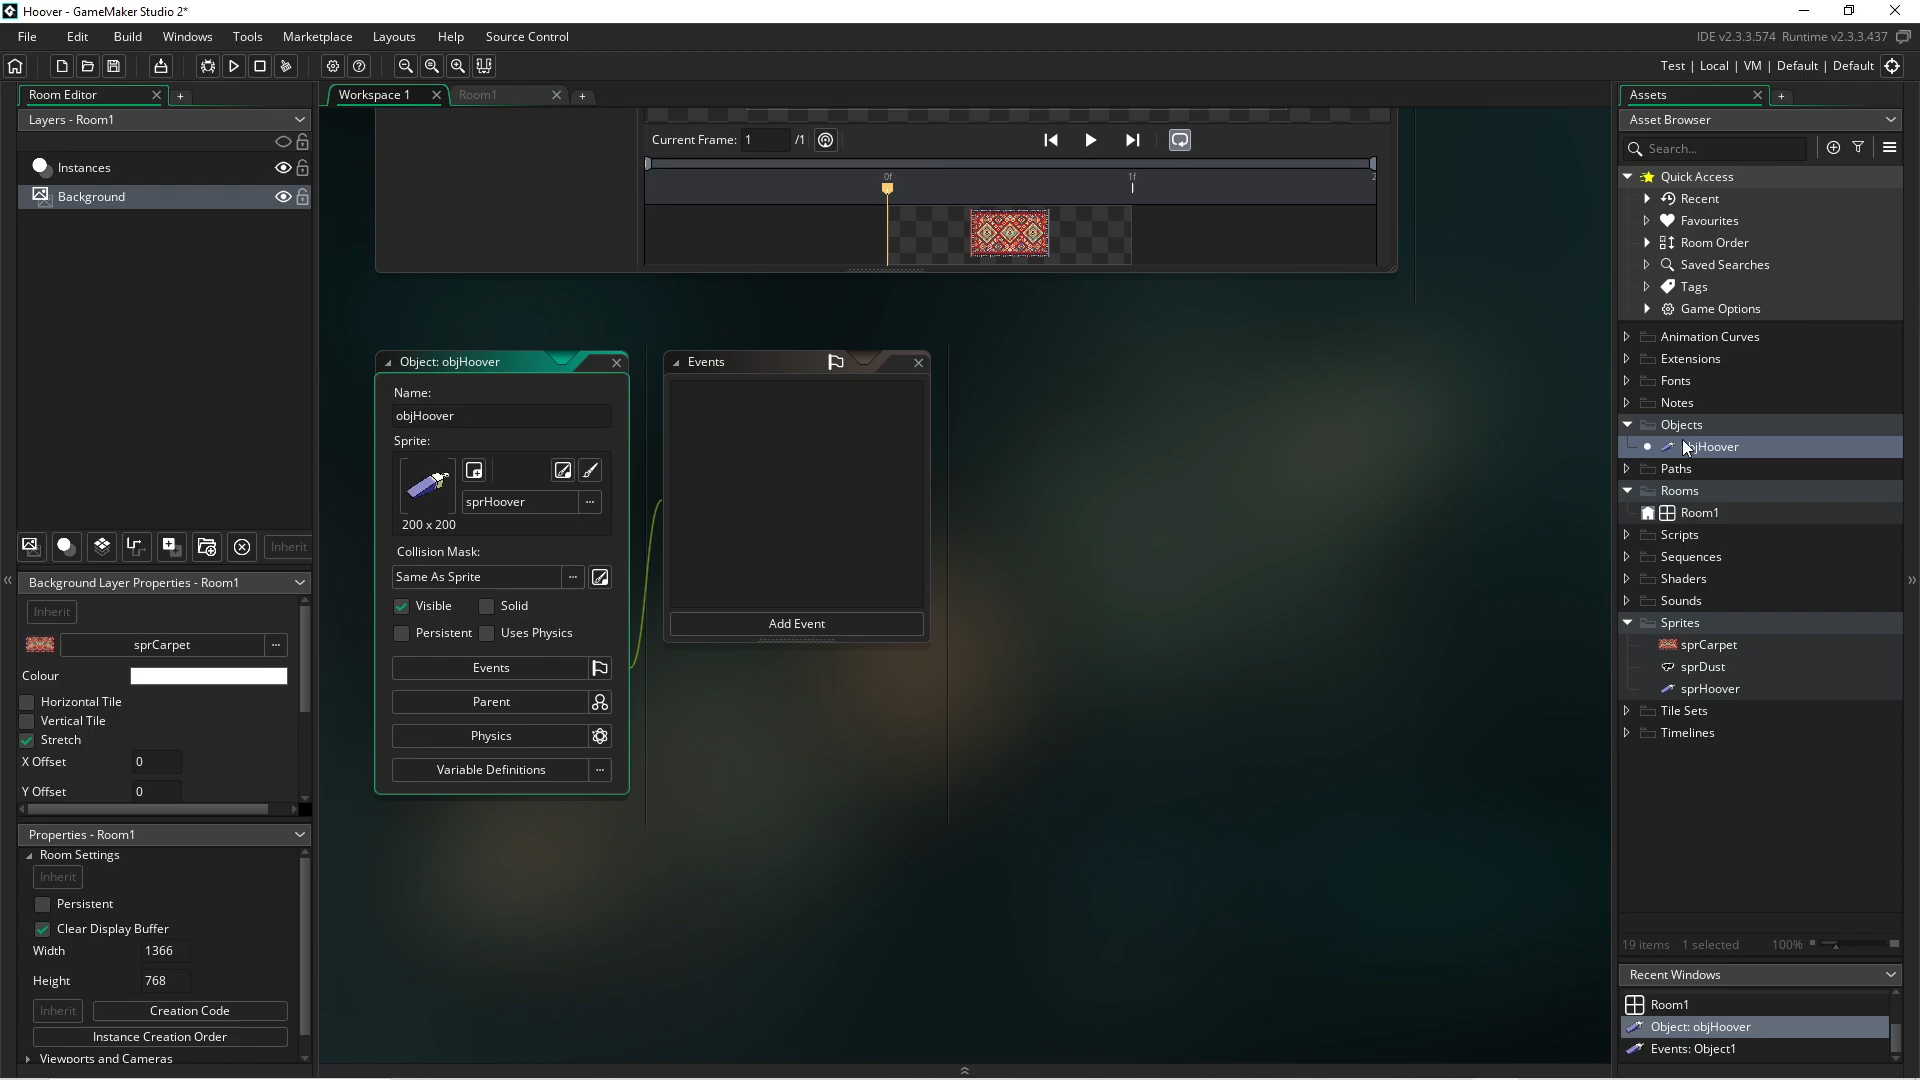 Hoover - GameMaker Studio 2*
File Edit Build Windows Tools Marketplace Layouts Help Source Control
IDE v2.3.3.574 Runtime v2.3.3.437
Test | Local | VM | Default | Default
Room Editor
Layers - Room1
Instances
Background
Inherit
Background Layer Properties - Room1
Inherit
sprCarpet ...
Colour
Horizontal Tile
Vertical Tile
Stretch
X Offset 0
Y Offset 0
Properties - Room1
Room Settings
Inherit
Persistent
Clear Display Buffer
Width 1366
Height 768
Inherit Creation Code
Instance Creation Order
Viewports and Cameras
Workspace 1 Room1
Current Frame: 1 /1
0f 1f 2
Object: objHoover
Name:
objHoover
Sprite:
sprHoover ...
200 x 200
Collision Mask:
Same As Sprite ...
Visible Solid
Persistent Uses Physics
Events
Parent
Physics
Variable Definitions ...
Events
Add Event
Assets
Asset Browser
Search...
Quick Access
Recent
Favourites
Room Order
Saved Searches
Tags
Game Options
Animation Curves
Extensions
Fonts
Notes
Objects
bjHoover
Paths
Rooms
Room1
Scripts
Sequences
Shaders
Sounds
Sprites
sprCarpet
sprDust
sprHoover
Tile Sets
Timelines
19 items 1 selected 100%
Recent Windows
Room1
Object: objHoover
Events: Object1